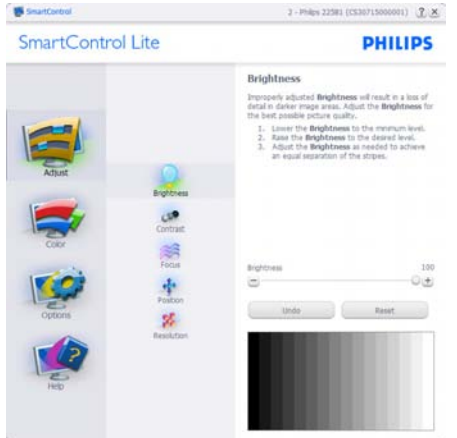 SmartControl
2 - Philips 225B1 (CS30715000001)
SmartControl Lite
PHILIPS
Adjust
Color
Options
Help
Brightness
Contrast
Focus
Position
Resolution
Brightness
Improperly adjusted Brightness will result in a loss of
detail in darker image areas. Adjust the Brightness for
the best possible picture quality.
1. Lower the Brightness to the minimum level.
2. Raise the Brightness to the desired level.
3. Adjust the Brightness as needed to achieve
an equal separation of the stripes.
Brightness 100
Undo Reset